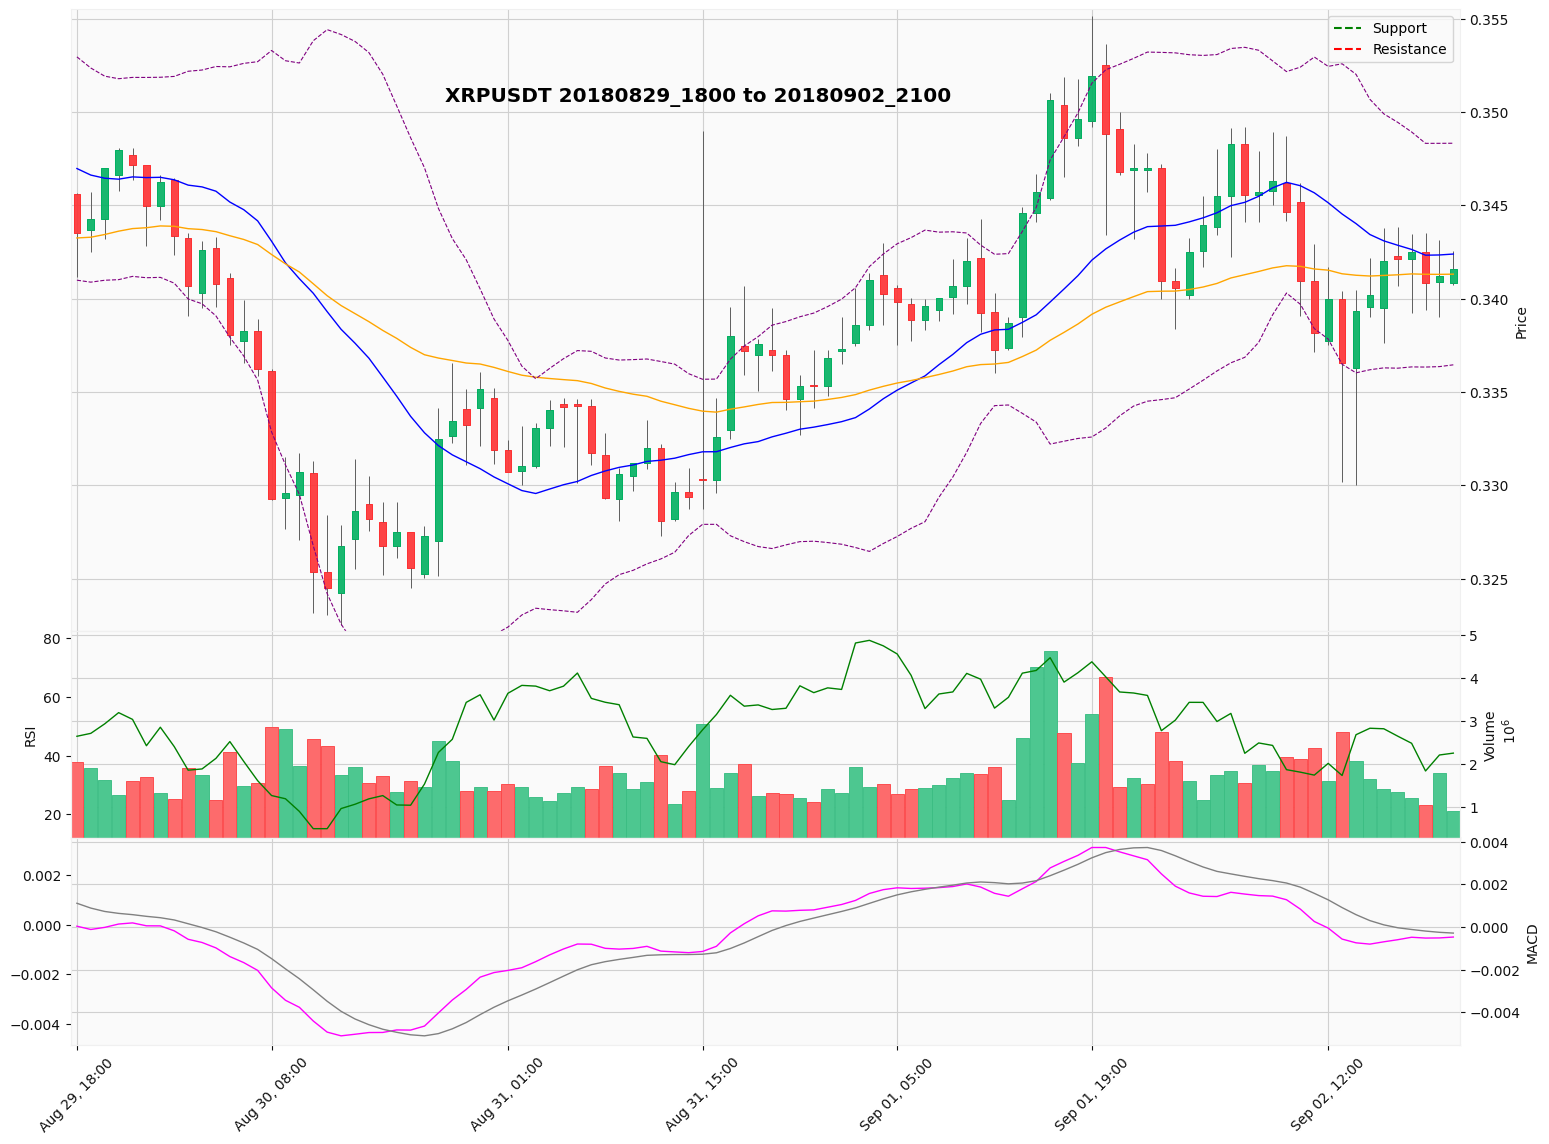 XRPUSDT 20180829_1800 to 20180902_2100
Support
Resistance
0.355
0.350
0.345
0.340
0.335
0.330
0.325
Price
80
60
40
20
RSI
5
4
3
2
1
Volume
10^6
0.002
0.000
−0.002
−0.004
0.004
0.002
0.000
−0.002
−0.004
MACD
Aug 29, 18:00
Aug 30, 08:00
Aug 31, 01:00
Aug 31, 15:00
Sep 01, 05:00
Sep 01, 19:00
Sep 02, 12:00